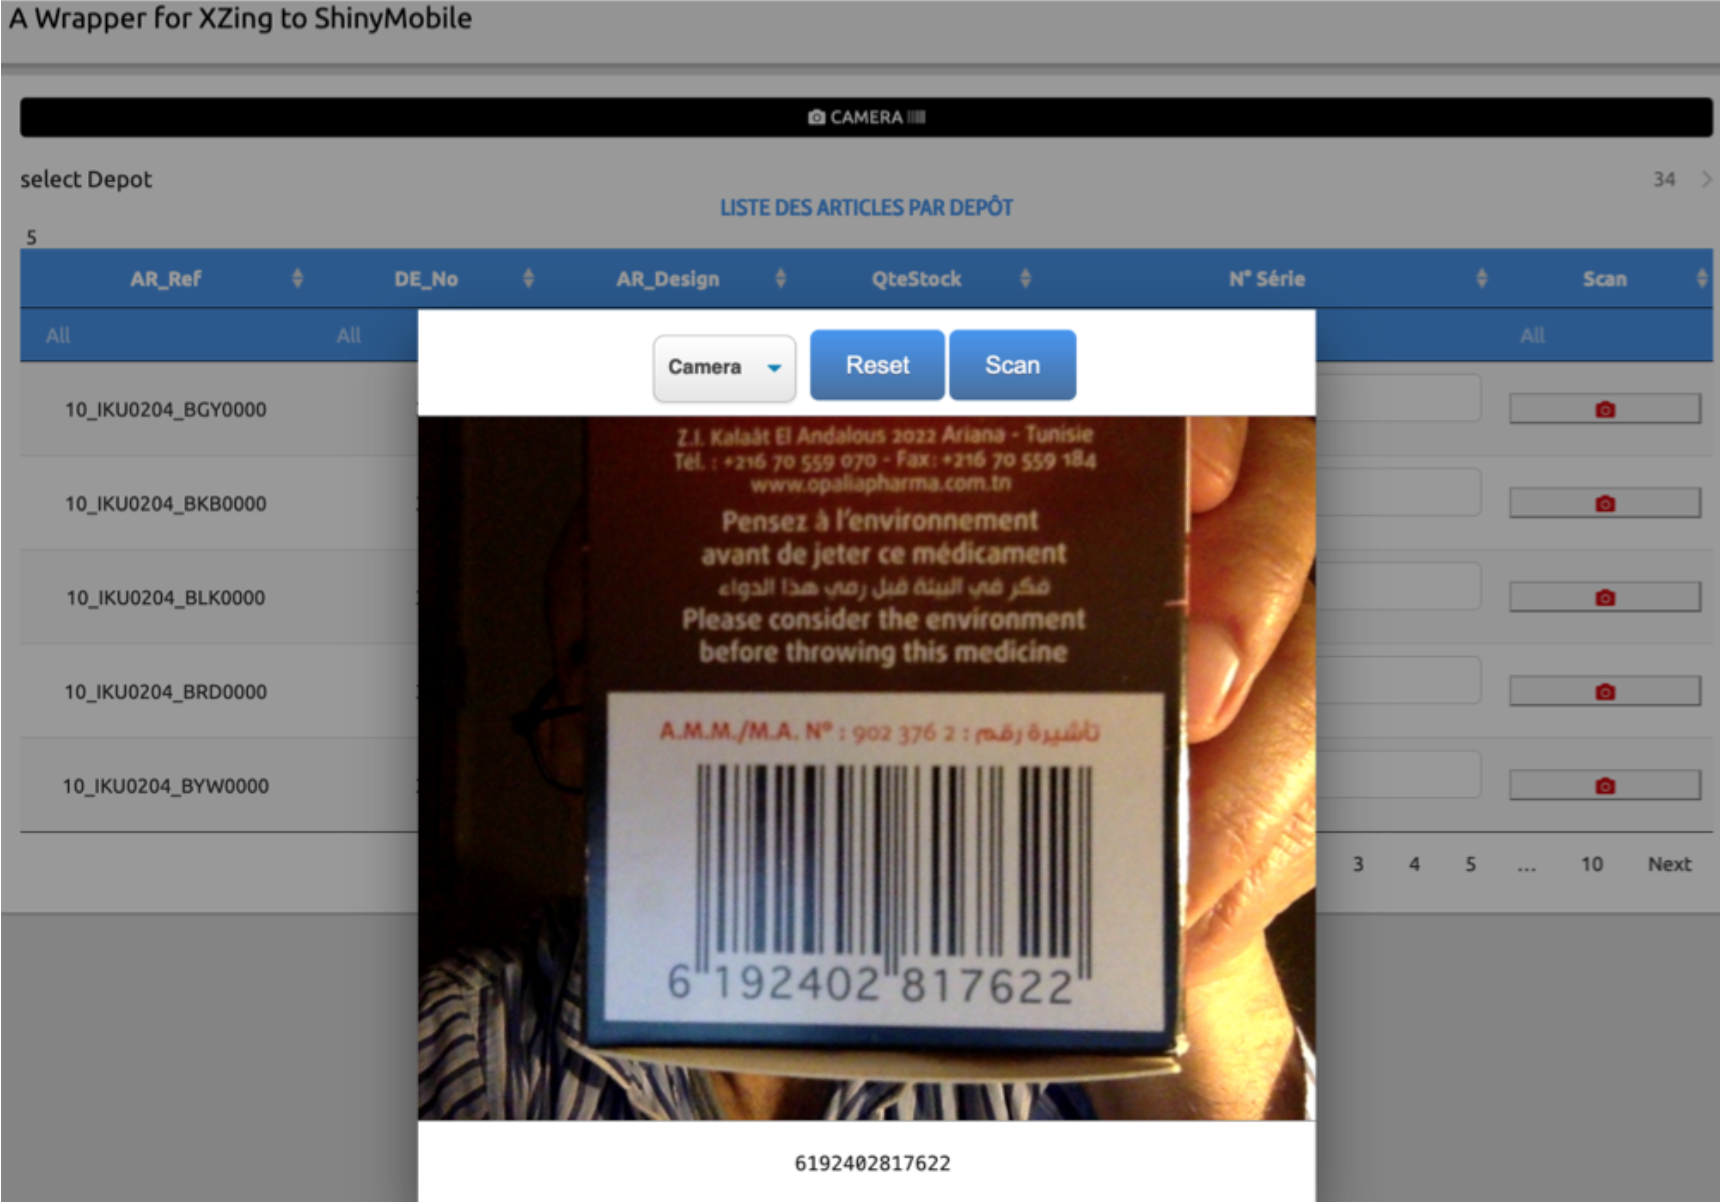 A Wrapper for XZing to ShinyMobile
CAMERA
select Depot
34
LISTE DES ARTICLES PAR DEPÔT
5
AR_Ref DE_No AR_Design QteStock N° Série Scan
All All All
Camera Reset Scan
10_IKU0204_BGY0000
10_IKU0204_BKB0000
10_IKU0204_BLK0000
10_IKU0204_BRD0000
10_IKU0204_BYW0000
Z.I. Kalaât El Andalous 2022 Ariana - Tunisie
Tél. : +216 70 559 070 - Fax: +216 70 559 184
www.opaliapharma.com.tn
Pensez à l'environnement
avant de jeter ce médicament
فكر في البيئة قبل رمي هذا الدواء
Please consider the environment
before throwing this medicine
A.M.M./M.A. N° : 902 376 2 : تأشيرة رقم
6 192402 817622
3 4 5 ... 10 Next
6192402817622